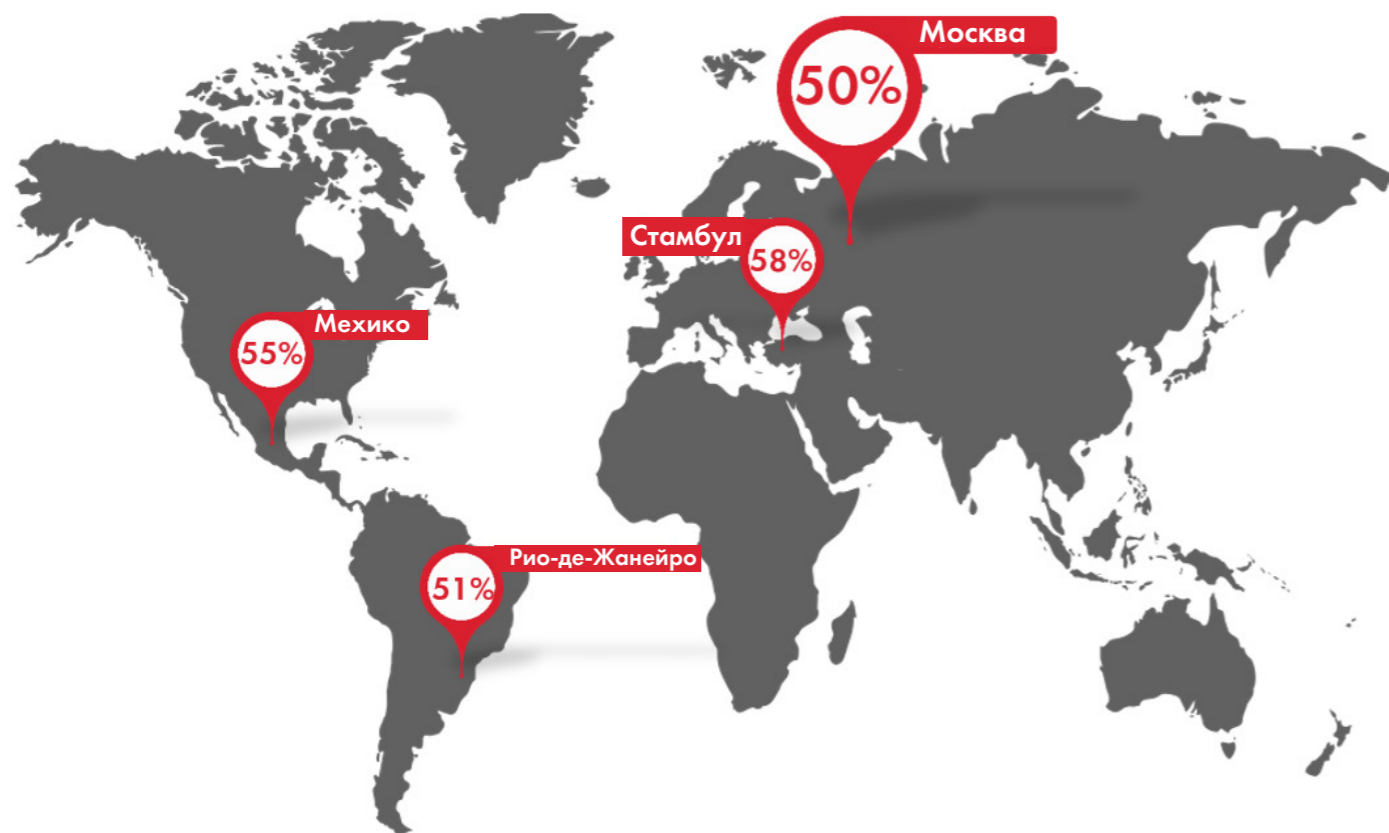 Москва
50%
Стамбул
58%
Мехико
55%
Рио-де-Жанейро
51%